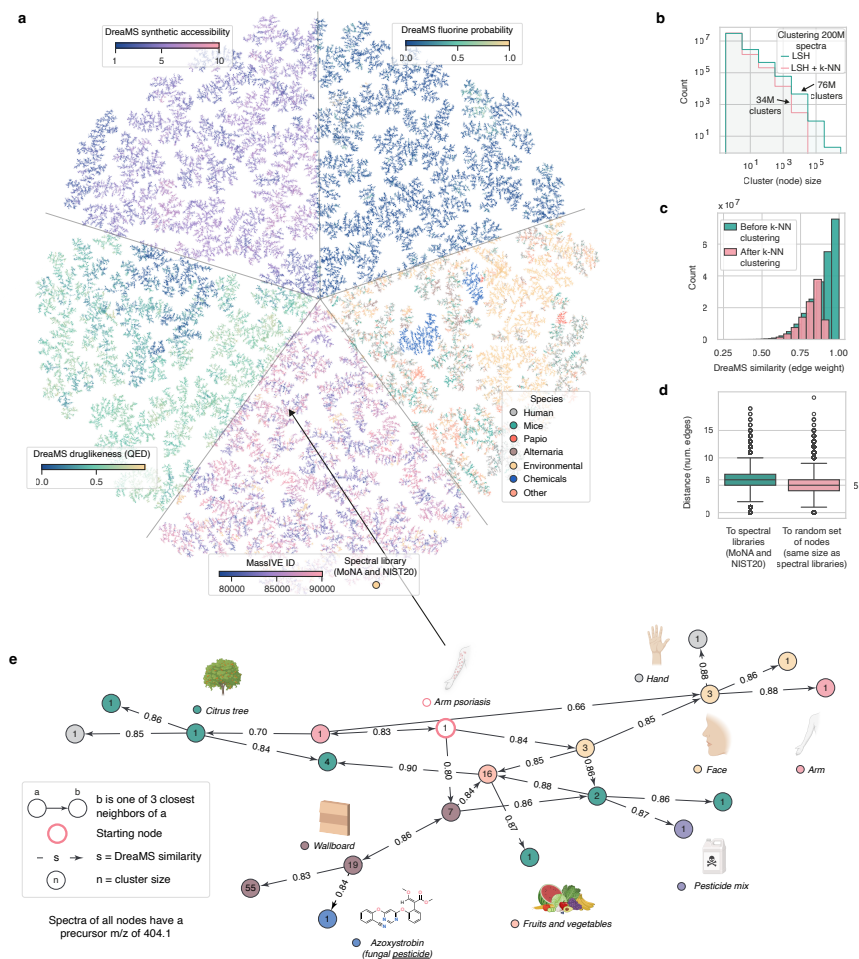 a
DreaMS synthetic accessibility
1 5 10
DreaMS fluorine probability
0.0 0.5 1.0
DreaMS druglikeness (QED)
0.0 0.5
Species
Human
Mice
Papio
Alternaria
Environmental
Chemicals
Other
MassIVE ID
80000 85000 90000
Spectral library
(MoNA and NIST20)
b
Clustering 200M
spectra
LSH
LSH + k-NN
76M
clusters
34M
clusters
Count
10^7
10^5
10^3
10^1
10^1 10^3 10^5
Cluster (node) size
c
x 10^7
Before k-NN
clustering
After k-NN
clustering
Count
6
4
2
0
0.25 0.50 0.75 1.00
DreaMS similarity (edge weight)
d
Distance (num. edges)
15
10
6
5
0
5
To spectral
libraries
(MoNA and
NIST20)
To random set
of nodes
(same size as
spectral libraries)
e
Citrus tree
Arm psoriasis
Hand
Face
Arm
Wallboard
Azoxystrobin
(fungal pesticide)
Fruits and vegetables
Pesticide mix
1
0.86
1
0.85
1
0.70
1
0.83
1
0.84
4
0.90
0.66
0.84
3
0.85
3
0.88
1
0.86
1
0.88
1
0.80
0.85
16
0.84
7
0.86
0.88
0.86
2
0.86
1
0.87
1
0.87
1
0.86
19
0.83
55
0.84
1
O
N
CN
H
a b
b is one of 3 closest
neighbors of a
Starting node
s
s = DreaMS similarity
n
n = cluster size
Spectra of all nodes have a
precursor m/z of 404.1